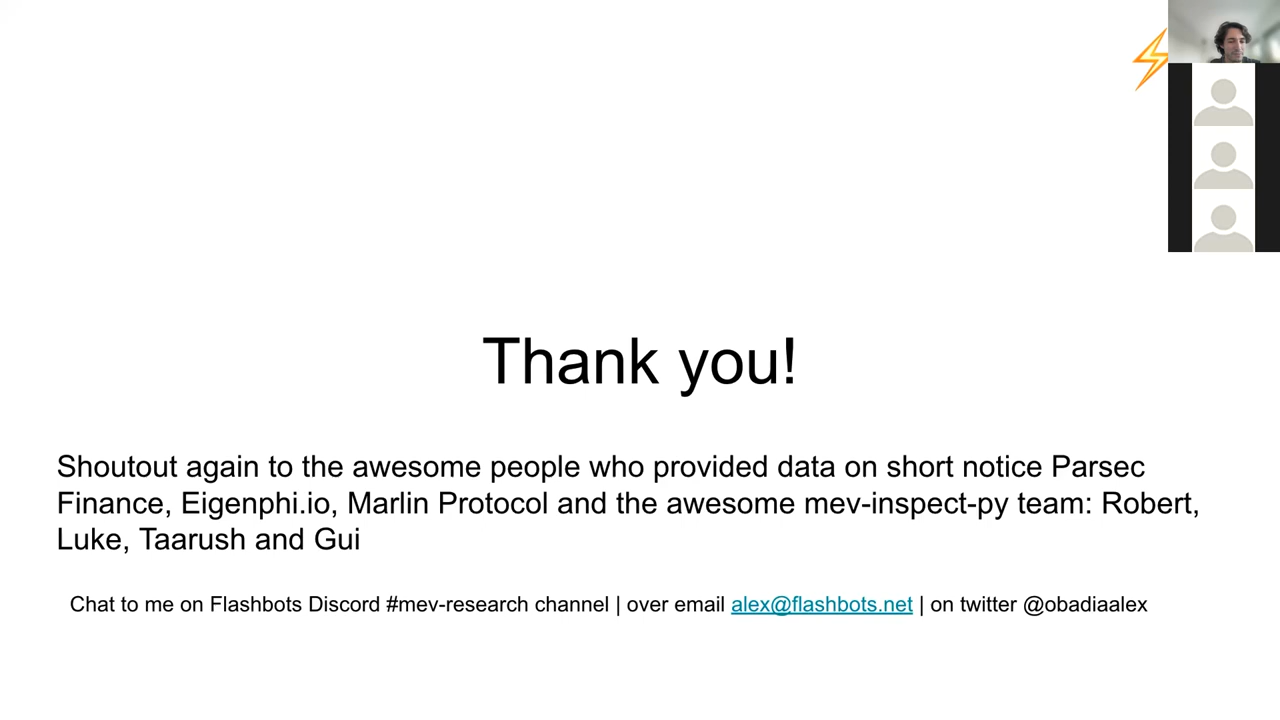 Thank you!
Shoutout again to the awesome people who provided data on short notice Parsec
Finance, Eigenphi.io, Marlin Protocol and the awesome mev-inspect-py team: Robert,
Luke, Taarush and Gui
Chat to me on Flashbots Discord #mev-research channel | over email alex@flashbots.net | on twitter @obadiaalex